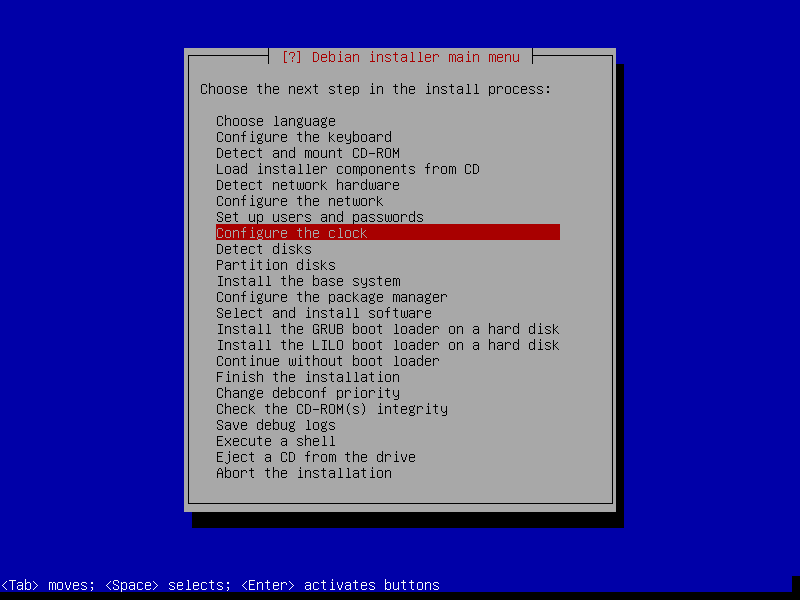 [?] Debian installer main menu
Choose the next step in the install process:
Choose language
Configure the keyboard
Detect and mount CD-ROM
Load installer components from CD
Detect network hardware
Configure the network
Set up users and passwords
Configure the clock
Detect disks
Partition disks
Install the base system
Configure the package manager
Select and install software
Install the GRUB boot loader on a hard disk
Install the LILO boot loader on a hard disk
Continue without boot loader
Finish the installation
Change debconf priority
Check the CD-ROM(s) integrity
Save debug logs
Execute a shell
Eject a CD from the drive
Abort the installation
<Tab> moves; <Space> selects; <Enter> activates buttons